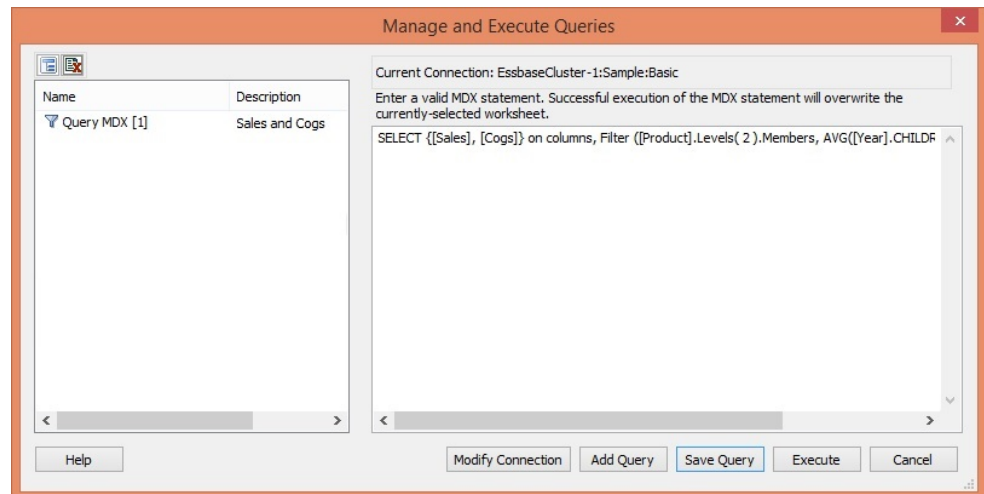 Manage and Execute Queries
Name Description
Query MDX [1] Sales and Cogs
Current Connection: EssbaseCluster-1:Sample:Basic
Enter a valid MDX statement. Successful execution of the MDX statement will overwrite the
currently-selected worksheet.
SELECT {[Sales], [Cogs]} on columns, Filter ([Product].Levels( 2 ).Members, AVG([Year].CHILDR
Help Modify Connection Add Query Save Query Execute Cancel